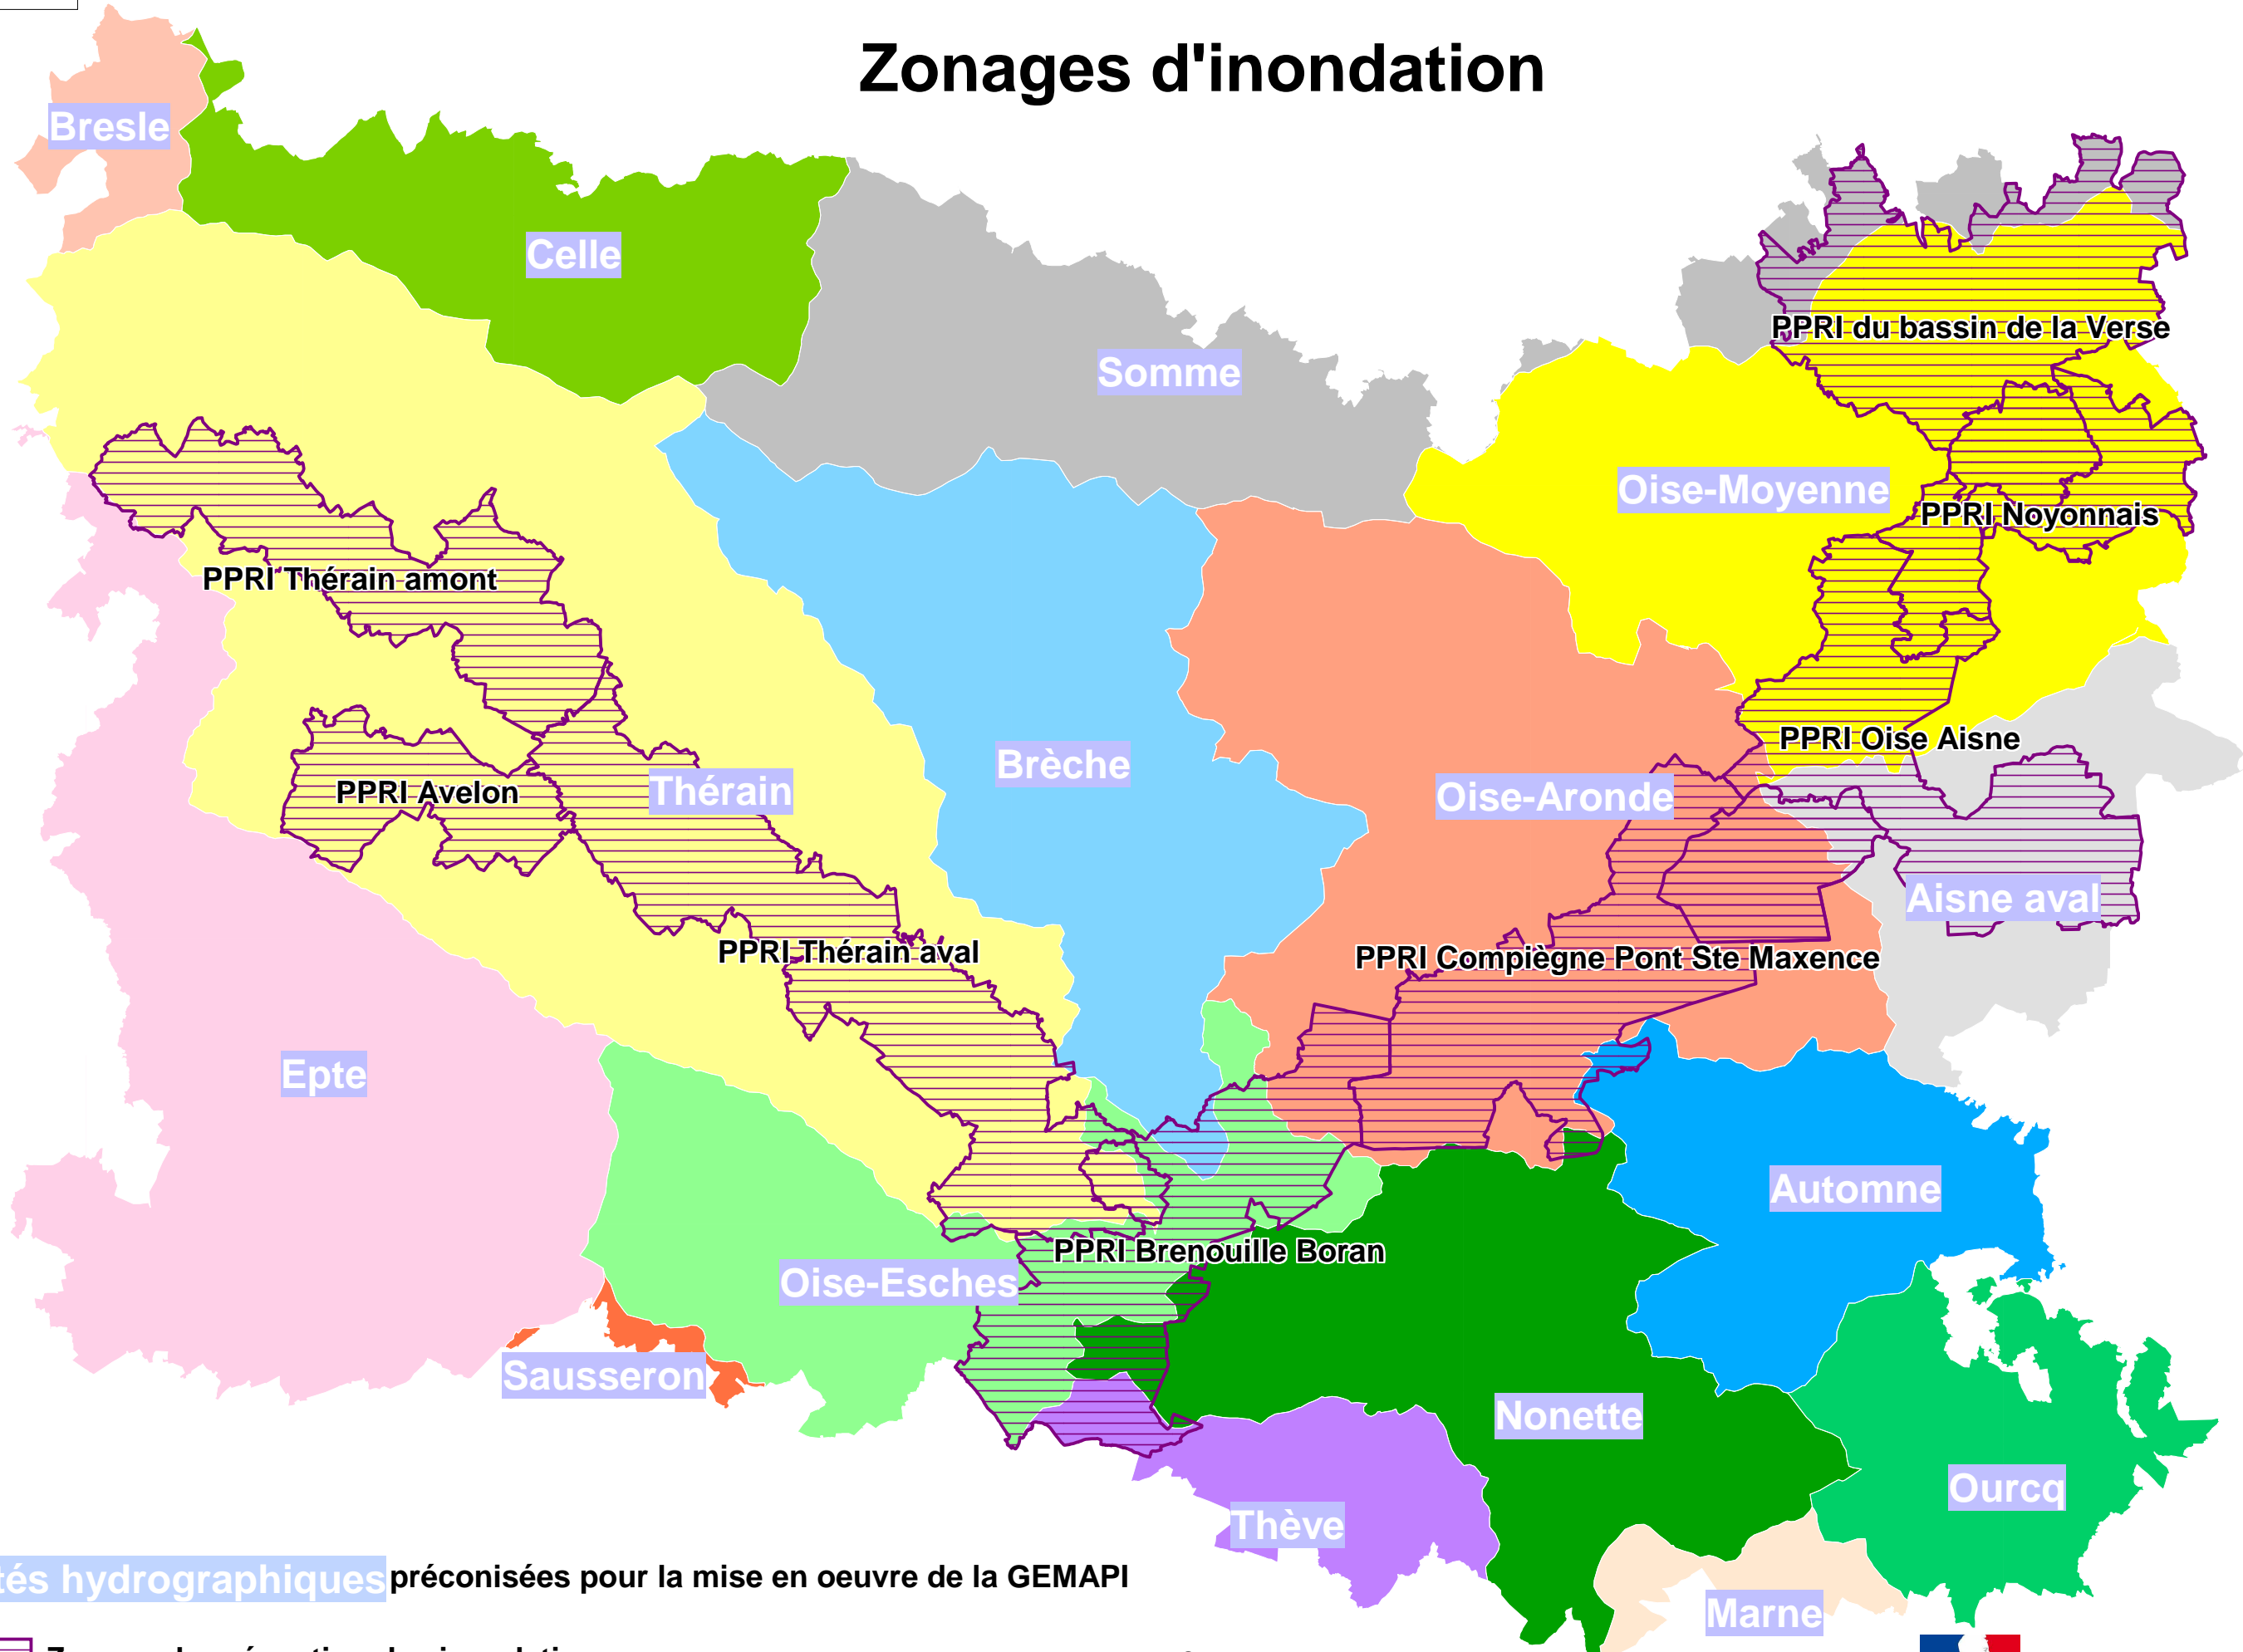 Zonages d'inondation
Bresle
Celle
PPRI du bassin de la Verse
Somme
Oise-Moyenne
PPRI Noyonnais
PPRI Thérain amont
PPRI Oise Aisne
Brèche
PPRI Avelon
Thérain
Oise-Aronde
Aisne aval
PPRI Thérain aval
PPRI Compiègne Pont Ste Maxence
Epte
Automne
PPRI Brenouille Boran
Oise-Esches
Sausseron
Nonette
Ourcq
Thève
hydrographiques préconisées pour la mise en oeuvre de la GEMAPI
Marne